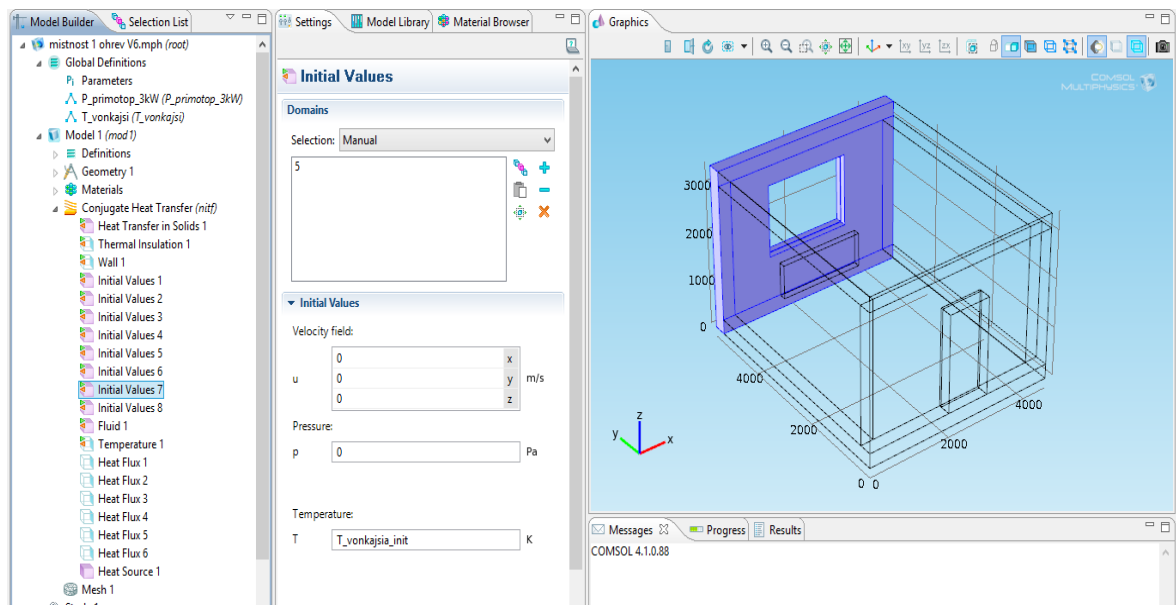 Model Builder
Selection List
mistnost 1 ohrev V6.mph (root)
Global Definitions
Pi Parameters
P_primotop_3kW (P_primotop_3kW)
T_vonkajsi (T_vonkajsi)
Model 1 (mod1)
Definitions
Geometry 1
Materials
Conjugate Heat Transfer (nitf)
Heat Transfer in Solids 1
Thermal Insulation 1
Wall 1
Initial Values 1
Initial Values 2
Initial Values 3
Initial Values 4
Initial Values 5
Initial Values 6
Initial Values 7
Initial Values 8
Fluid 1
Temperature 1
Heat Flux 1
Heat Flux 2
Heat Flux 3
Heat Flux 4
Heat Flux 5
Heat Flux 6
Heat Source 1
Mesh 1
Settings
Model Library
Material Browser
Initial Values
Domains
Selection: Manual
5
Initial Values
Velocity field:
0 x
u 0 y m/s
0 z
Pressure:
p 0 Pa
Temperature:
T T_vonkajsia_init K
Graphics
xy yz zx
COMSOL
MULTIPHYSICS
3000
2000
1000
0
4000
2000
0
0
2000
4000
z
y
x
Messages
Progress
Results
COMSOL 4.1.0.88